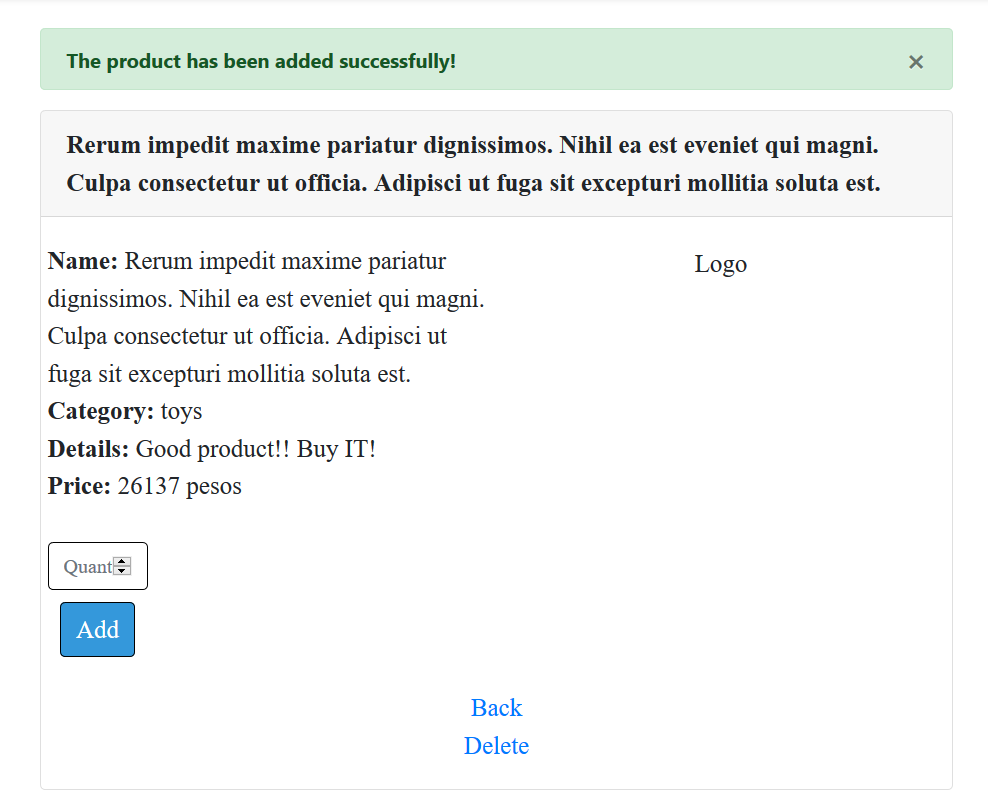 The product has been added successfully!
×
Rerum impedit maxime pariatur dignissimos. Nihil ea est eveniet qui magni.
Culpa consectetur ut officia. Adipisci ut fuga sit excepturi mollitia soluta est.
Name: Rerum impedit maxime pariatur
dignissimos. Nihil ea est eveniet qui magni.
Culpa consectetur ut officia. Adipisci ut
fuga sit excepturi mollitia soluta est.
Logo
Category: toys
Details: Good product!! Buy IT!
Price: 26137 pesos
Quant
Add
Back
Delete